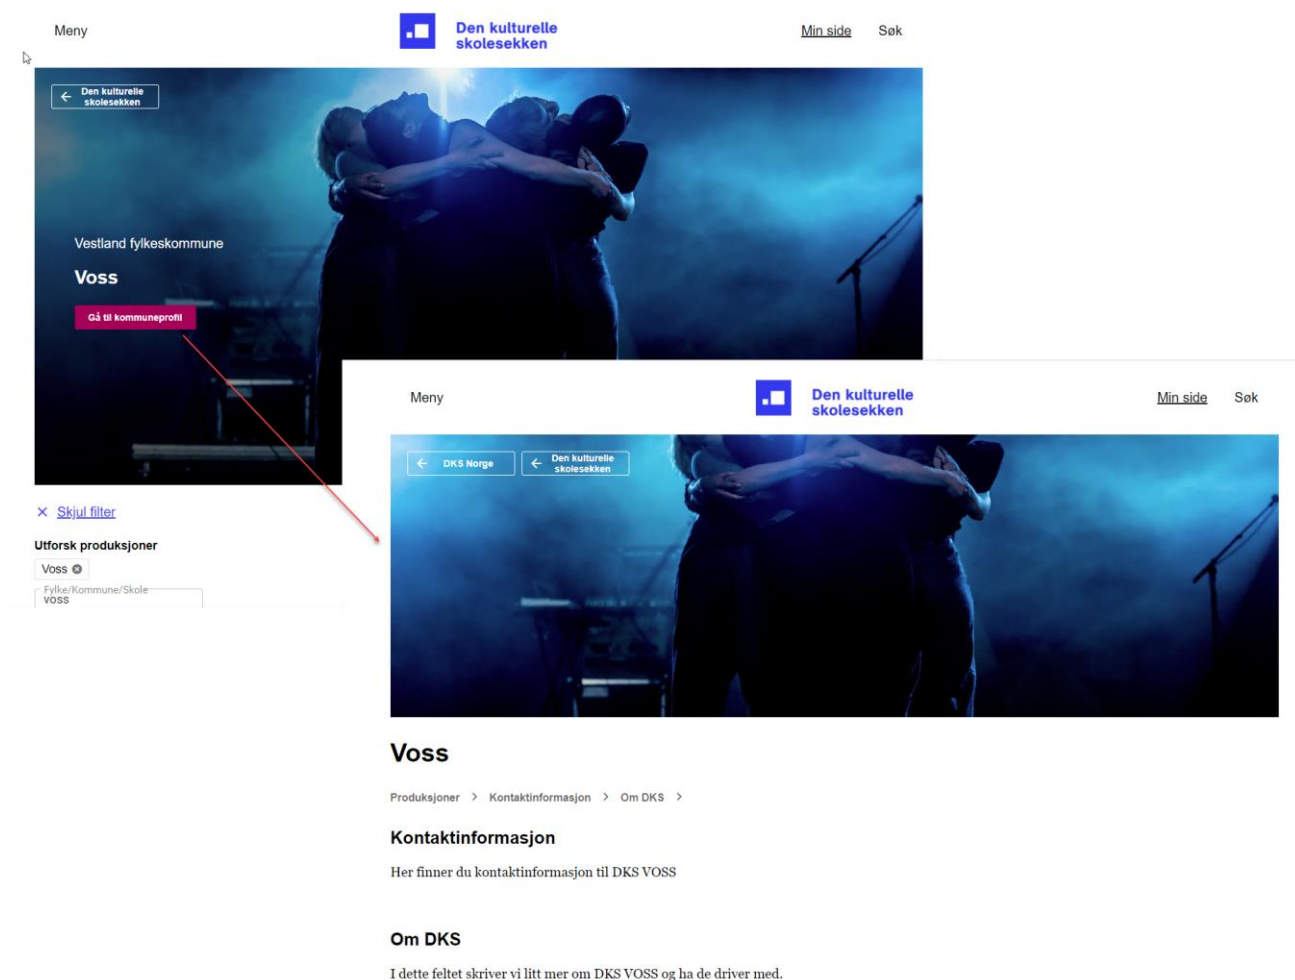 Meny
Den kulturelle
skolesekken
Min side
Søk
Den kulturelle
skolesekken
Vestland fylkeskommune
Voss
Gå til kommuneprofil
Skjul filter
Utforsk produksjoner
Voss
Fylke/Kommune/Skole
voss
Meny
Den kulturelle
skolesekken
Min side
Søk
DKS Norge
Den kulturelle
skolesekken
Voss
Produksjoner > Kontaktinformasjon > Om DKS >
Kontaktinformasjon
Her finner du kontaktinformasjon til DKS VOSS
Om DKS
I dette feltet skriver vi litt mer om DKS VOSS og ha de driver med.